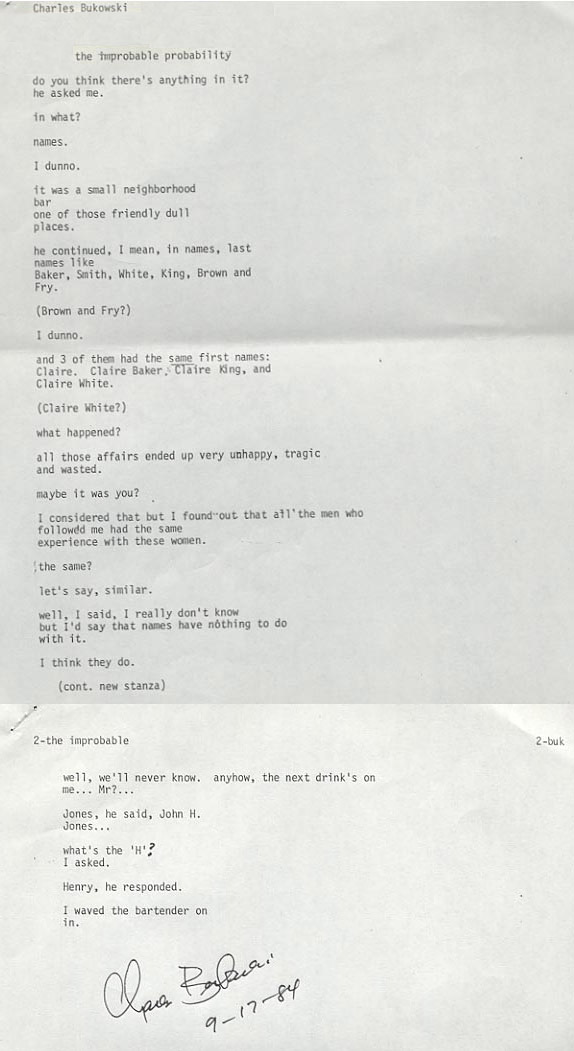 Charles Bukowski
the improbable probability
do you think there's anything in it?
he asked me.
in what?
names.
I dunno.
it was a small neighborhood
bar
one of those friendly dull
places.
he continued, I mean, in names, last
names like
Baker, Smith, White, King, Brown and
Fry.
(Brown and Fry?)
I dunno.
and 3 of them had the same first names:
Claire. Claire Baker, Claire King, and
Claire White.
(Claire White?)
what happened?
all those affairs ended up very unhappy, tragic
and wasted.
maybe it was you?
I considered that but I found out that all the men who
followed me had the same
experience with these women.
the same?
let's say, similar.
well, I said, I really don't know
but I'd say that names have nothing to do
with it.
I think they do.
(cont. new stanza)
2-the improbable 2-buk
well, we'll never know. anyhow, the next drink's on
me... Mr?...
Jones, he said, John H.
Jones...
what's the 'H'?
I asked.
Henry, he responded.
I waved the bartender on
in.
Charles Bukowski
9-17-84